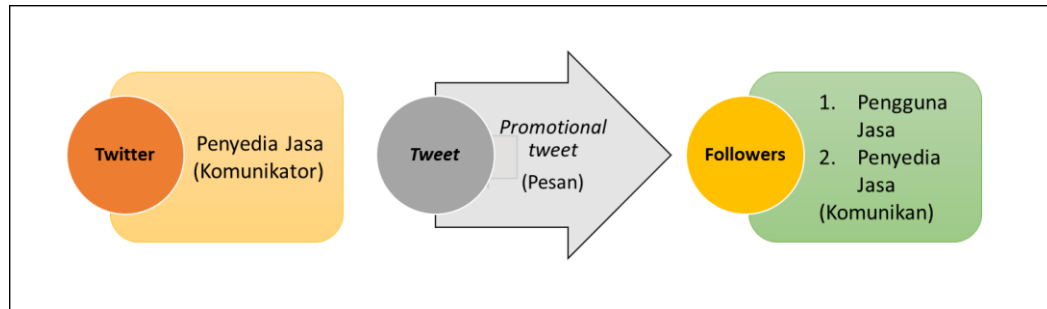 Twitter
Penyedia Jasa
(Komunikator)
Tweet
Promotional
tweet
(Pesan)
Followers
1. Pengguna
Jasa
2. Penyedia
Jasa
(Komunikan)